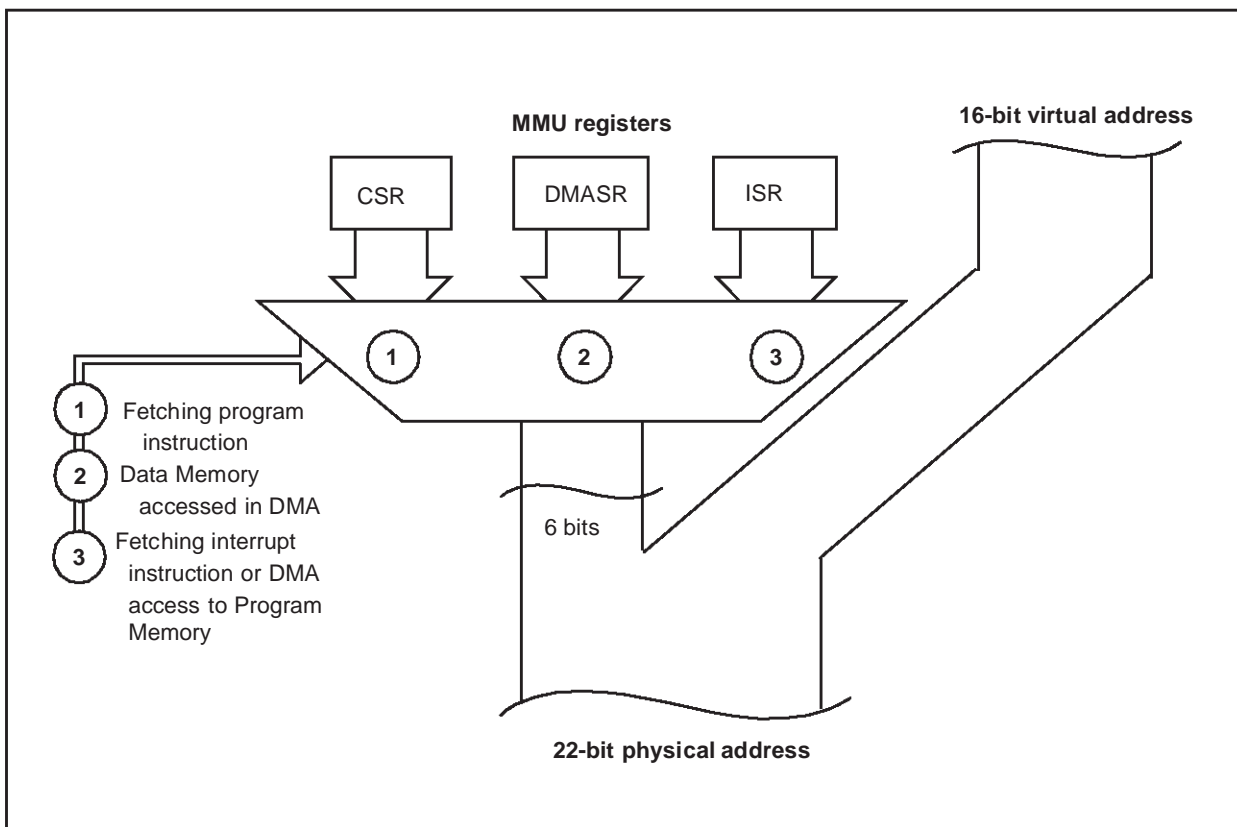 16-bit virtual address
MMU registers
CSR
DMASR
ISR
1
2
3
1
Fetching program
instruction
2
Data Memory
accessed in DMA
3
Fetching interrupt
instruction or DMA
access to Program
Memory
6 bits
22-bit physical address